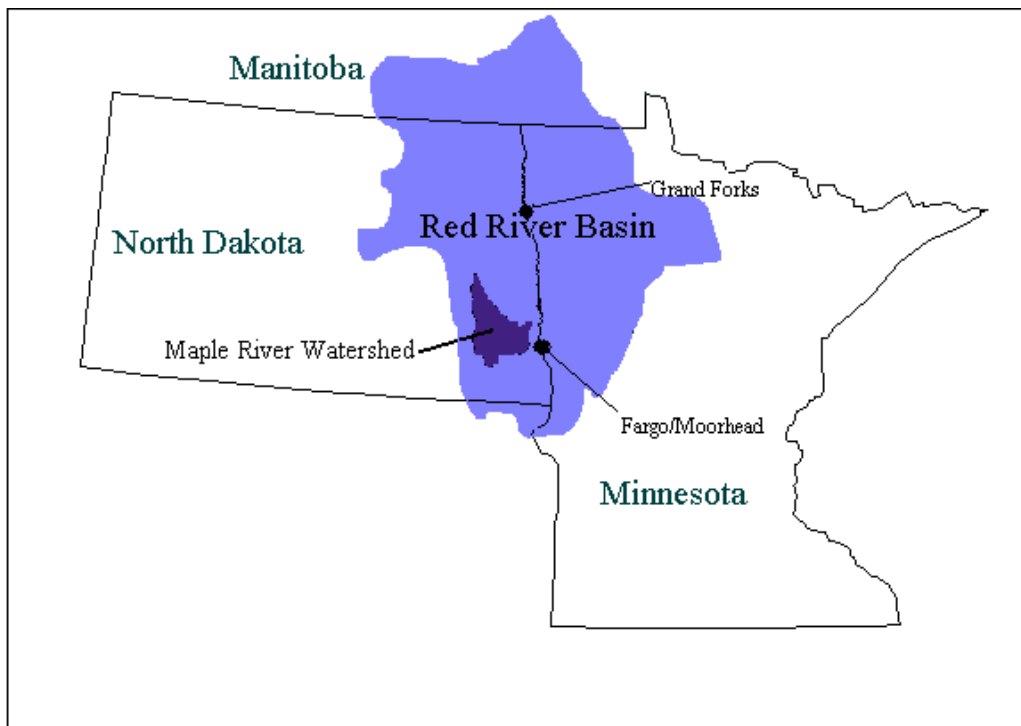 Manitoba
Grand Forks
Red River Basin
North Dakota
Maple River Watershed
Fargo/Moorhead
Minnesota